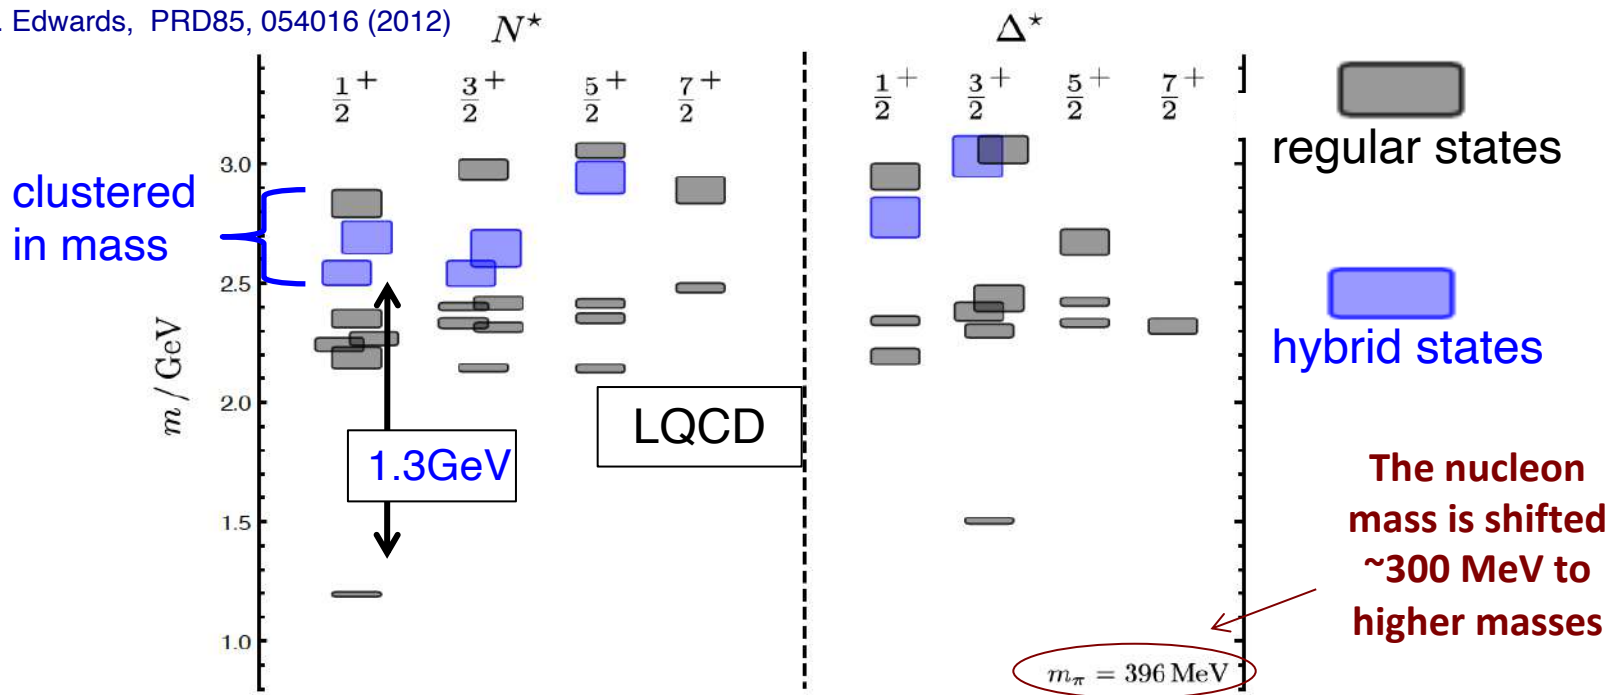 . Edwards, PRD85, 054016 (2012)
N⋆
Δ⋆
1/2+ 3/2+ 5/2+ 7/2+
1/2+ 3/2+ 5/2+ 7/2+
regular states
hybrid states
clustered
in mass
m / GeV
3.0
2.5
2.0
1.5
1.0
1.3GeV
LQCD
The nucleon
mass is shifted
~300 MeV to
higher masses
mπ = 396 MeV